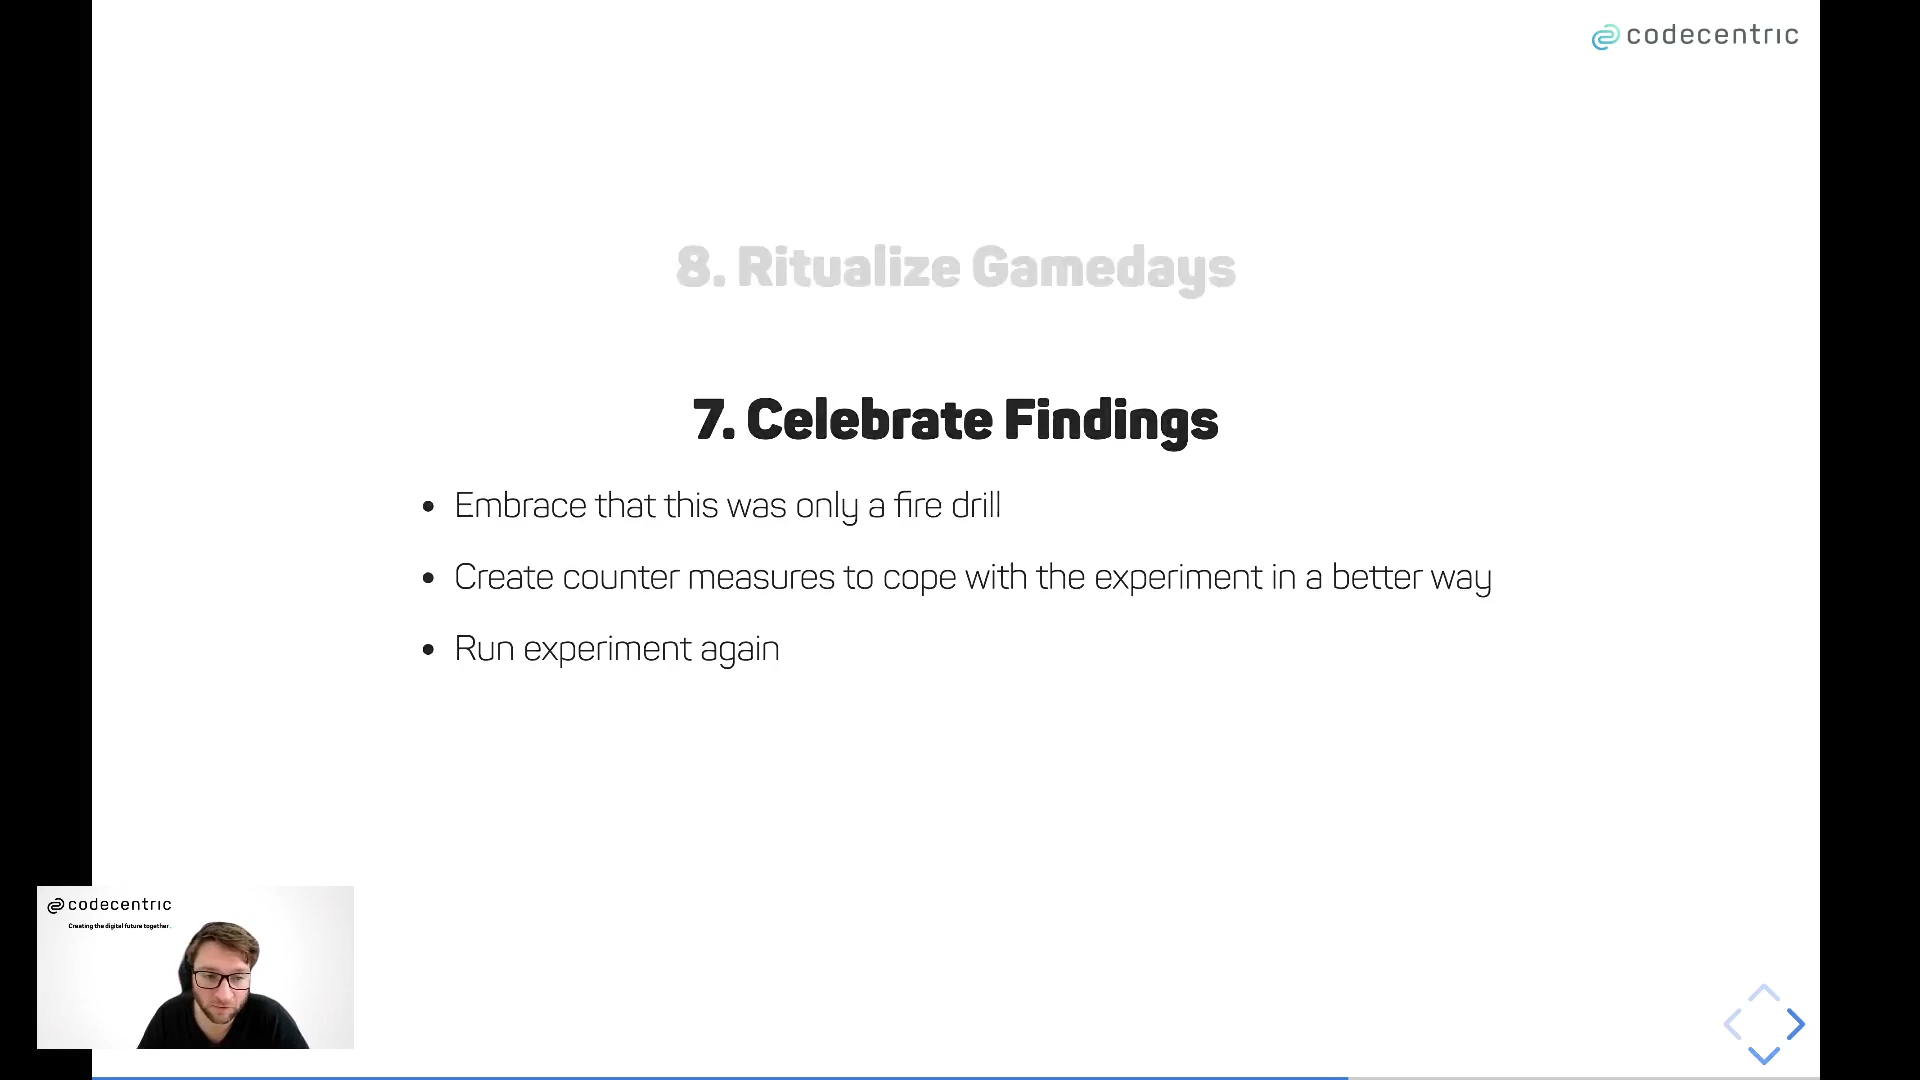 codecentric
8. Ritualize Gamedays
7. Celebrate Findings
• Embrace that this was only a fire drill
• Create counter measures to cope with the experiment in a better way
• Run experiment again
codecentric
Creating the digital future together.